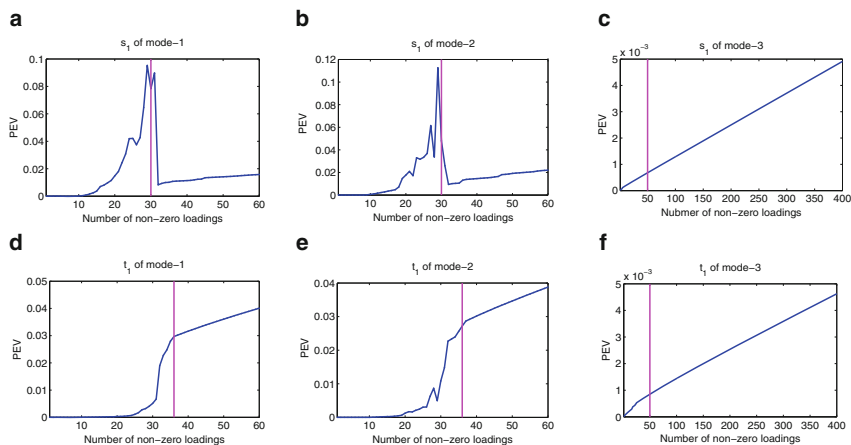 a
s1 of mode−1
0.1
0.08
0.06
0.04
0.02
0
PEV
10 20 30 40 50 60
Number of non−zero loadings
b
s1 of mode−2
0.12
0.1
0.08
0.06
0.04
0.02
0
PEV
10 20 30 40 50 60
Number of non−zero loadings
c
s1 of mode−3
5 x 10−3
4
3
2
1
0
PEV
50 100 150 200 250 300 350 400
Nubmer of non−zero loadings
d
t1 of mode−1
0.05
0.04
0.03
0.02
0.01
0
PEV
10 20 30 40 50 60
Number of non−zero loadings
e
t1 of mode−2
0.04
0.03
0.02
0.01
0
PEV
10 20 30 40 50 60
Number of non−zero loadings
f
t1 of mode−3
5 x 10−3
4
3
2
1
0
PEV
50 100 150 200 250 300 350 400
Number of non−zero loadings